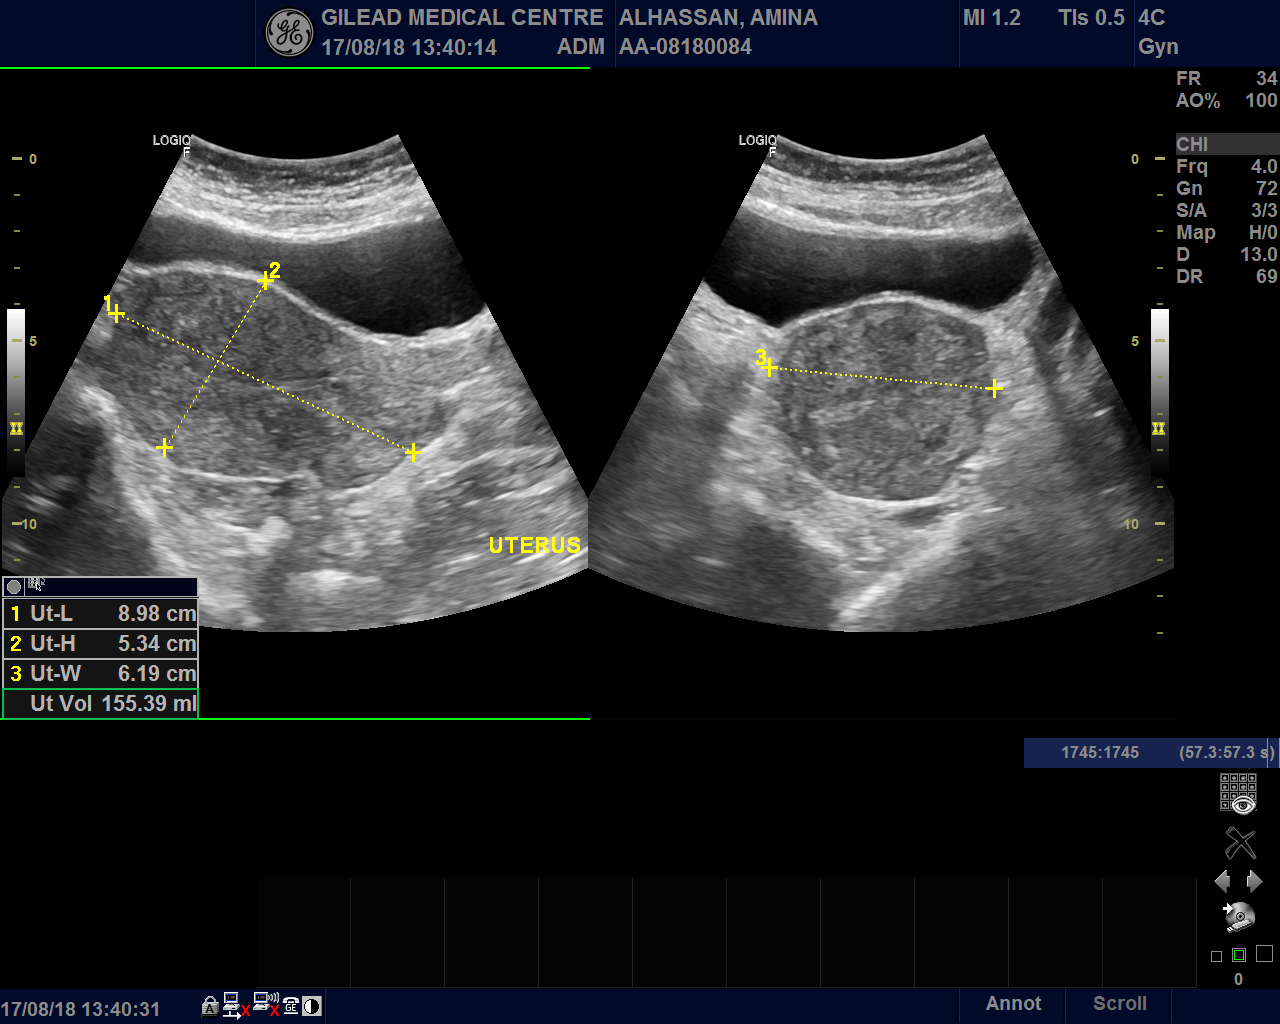 GILEAD MEDICAL CENTRE
17/08/18 13:40:14 ADM
ALHASSAN, AMINA
AA-08180084
MI 1.2 TIs 0.5
4C
Gyn
FR 34
AO% 100
CHI
Frq 4.0
Gn 72
S/A 3/3
Map H/0
D 13.0
DR 69
LOGIQ
F
LOGIQ
F
0
5
10
0
5
10
1
2
3
UTERUS
1 Ut-L 8.98 cm
2 Ut-H 5.34 cm
3 Ut-W 6.19 cm
Ut Vol 155.39 ml
1745:1745 (57.3:57.3 s)
0
17/08/18 13:40:31
Annot
Scroll